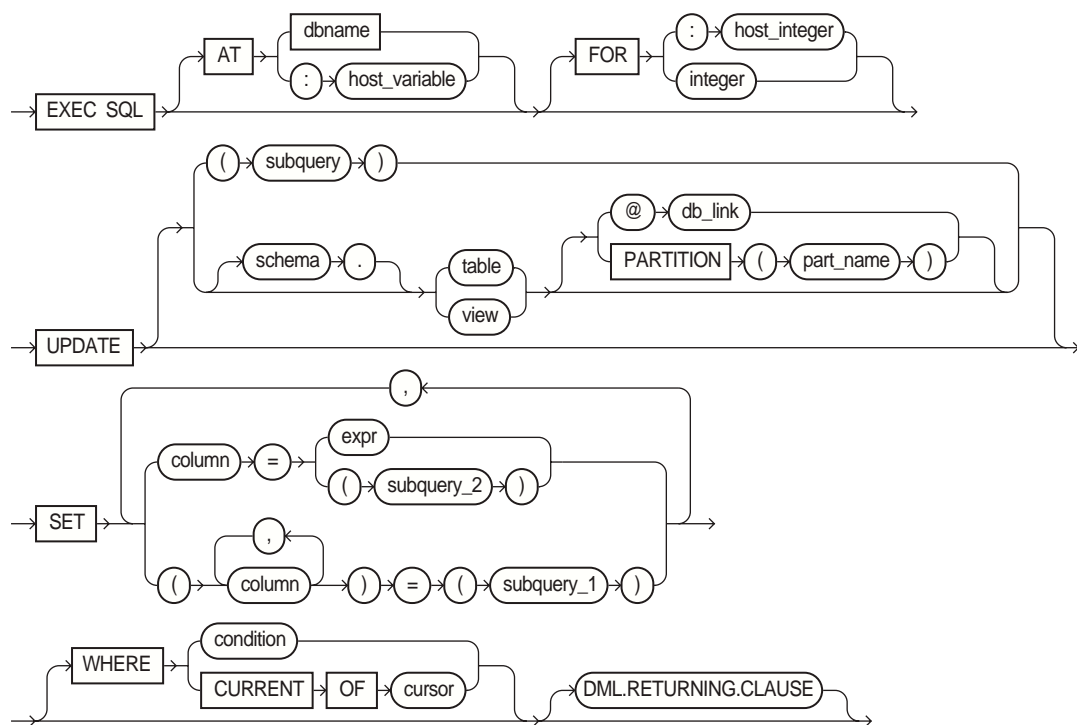 AT dbname FOR : host_integer
: host_variable integer
EXEC SQL
( subquery )
@ db_link
schema . table PARTITION ( part_name )
view
UPDATE
,
expr
column =
( subquery_2 )
SET
,
( column ) = ( subquery_1 )
condition
WHERE
CURRENT OF cursor DML.RETURNING.CLAUSE